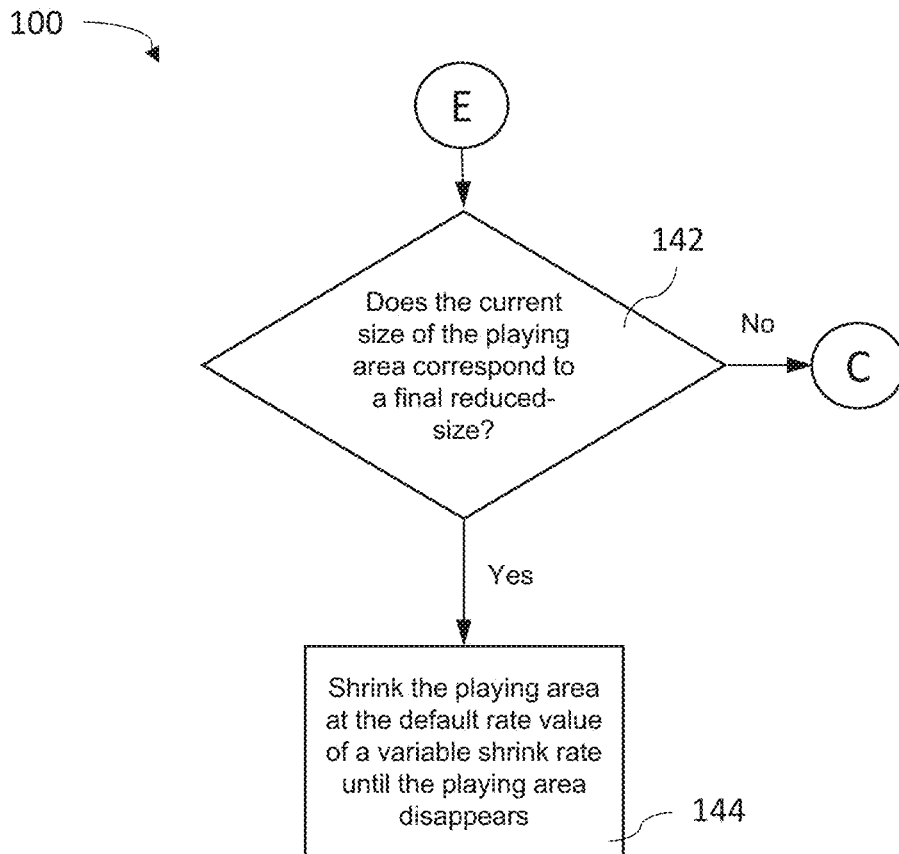 100
E
142
Does the current
size of the playing
area correspond to
a final reduced-
size?
No
C
Yes
Shrink the playing area
at the default rate value
of a variable shrink rate
until the playing area
disappears
144